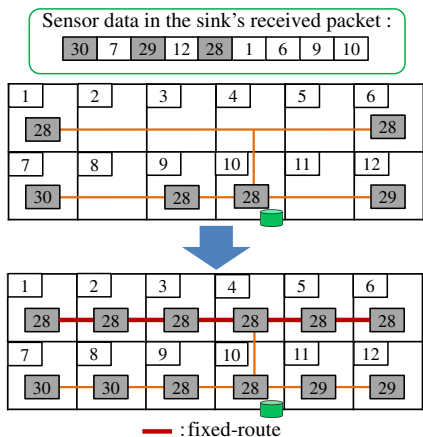 Sensor data in the sink's received packet :
30 7 29 12 28 1 6 9 10
1 2 3 4 5 6
28 28
7 8 9 10 11 12
30 28 28 29
1 2 3 4 5 6
28 28 28 28 28 28
7 8 9 10 11 12
30 30 28 28 29 29
: fixed-route